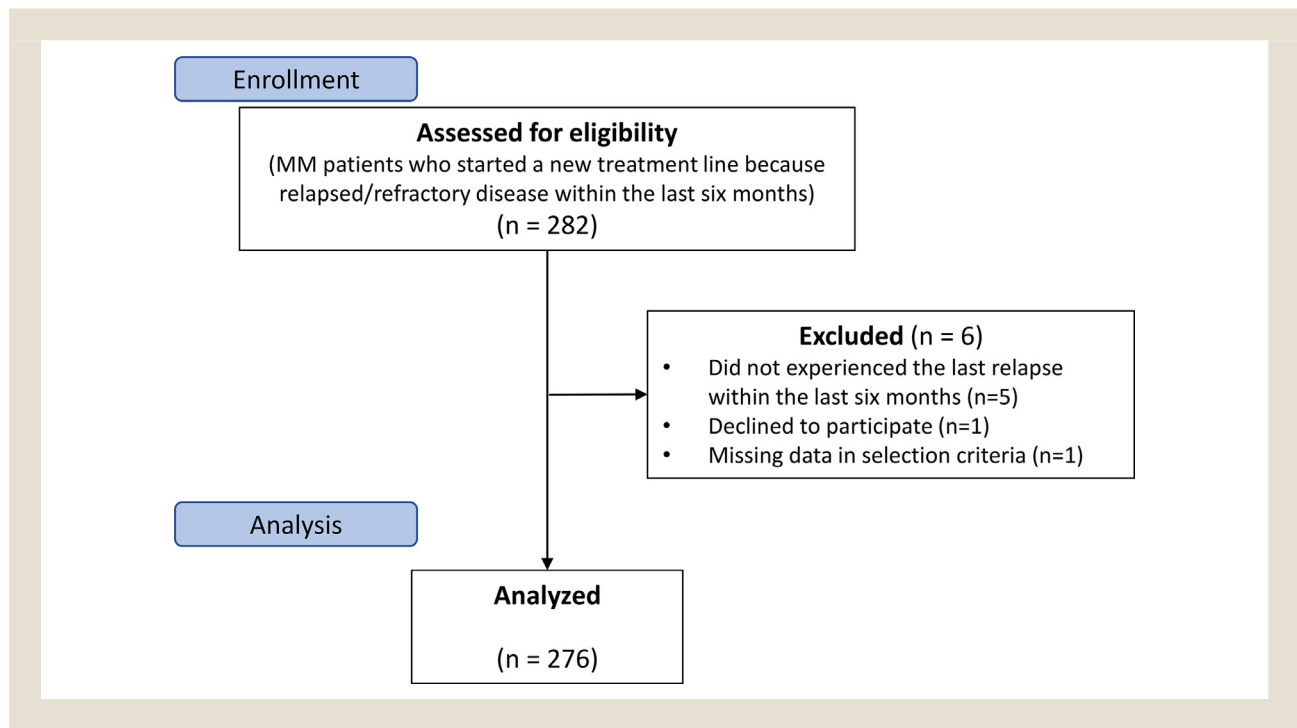 Enrollment
Assessed for eligibility
(MM patients who started a new treatment line because
relapsed/refractory disease within the last six months)
(n = 282)
Excluded (n = 6)
• Did not experienced the last relapse
within the last six months (n=5)
• Declined to participate (n=1)
• Missing data in selection criteria (n=1)
Analysis
Analyzed
(n = 276)